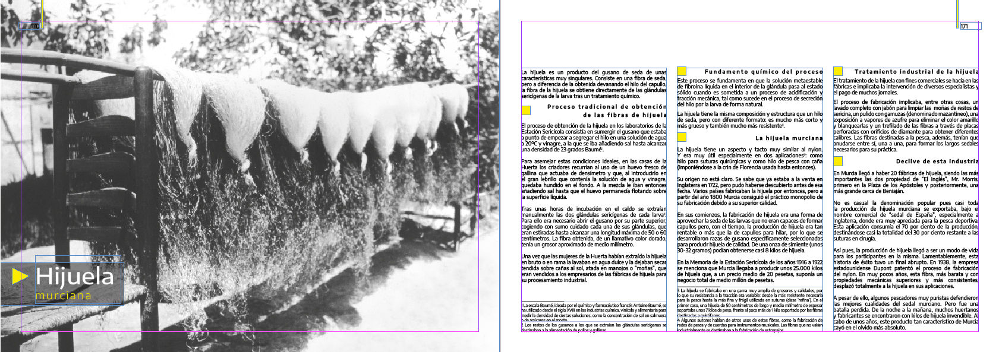 170
Hijuela
murciana
171
La hijuela es un producto del gusano de seda de unas
características muy singulares. Consiste en una fibra de seda,
pero a diferencia de la obtenida devanando el hilo del capullo,
la fibra de la hijuela se obtiene directamente de las glándulas
sericígenas de la larva tras un tratamiento químico.
Proceso tradicional de obtención
de las fibras de hijuela
El proceso de obtención de la hijuela en los laboratorios de la
Estación Sericícola consistía en sumergir el gusano que estaba
a punto de empezar a segregar el hilo en una solución de agua
a 20ºC y vinagre, a la que se iba añadiendo sal hasta alcanzar
una densidad de 23 grados Baumé¹.
Para asemejar estas condiciones ideales, en las casas de la
Huerta los criadores recurrían al uso de un huevo fresco de
gallina que actuaba de densímetro y que, al introducirlo en
el gran lebrillo que contenía la solución de agua y vinagre,
quedaba hundido en el fondo. A la mezcla le iban entonces
añadiendo sal hasta que el huevo permanecía flotando sobre
la superficie líquida.
Tras unas horas de incubación en el caldo se extraían
manualmente las dos glándulas sericígenas de cada larva².
Para ello era necesario abrir el gusano por su parte superior,
cogiendo con sumo cuidado cada una de sus glándulas, que
eran estiradas hasta alcanzar una longitud máxima de 50 o 60
centímetros. La fibra obtenida, de un llamativo color dorado,
tenía un grosor aproximado de medio milímetro.
Una vez que las mujeres de la Huerta habían extraído la hijuela
en bruto o en rama la lavaban en agua dulce y la dejaban secar
tendida sobre cañas al sol, atada en manojos o “moñas”, que
eran vendidos a los empresarios de las fábricas de hijuela para
su procesamiento industrial.
1 La escala Baumé, ideada por el químico y farmacéutico francés Antoine Baumé, se
ha utilizado desde el siglo XVIII en las industrias química, vinícola y alimentaria para
medir la densidad de ciertas soluciones, como la concentración de sal en salmuera
o de azúcares en el mosto.
2 Los restos de los gusanos a los que se extraían las glándulas sericígenas se
destinaban a la alimentación de pollos y gallinas.
Fundamento químico del proceso
Este proceso se fundamenta en que la solución metaestable
de fibroína líquida en el interior de la glándula pasa al estado
sólido cuando es sometida a un proceso de acidificación y
tracción mecánica, tal como sucede en el proceso de secreción
del hilo por la larva de forma natural.
La hijuela tiene la misma composición y estructura que un hilo
de seda, pero con diferente formato: es mucho más corto y
más grueso y también mucho más resistente³.
La hijuela murciana
La hijuela tiene un aspecto y tacto muy similar al nylon.
Y era muy útil especialmente en dos aplicaciones⁴: como
hilo para suturas quirúrgicas y como hilo de pesca con caña
(imponiéndose a la crin de Florencia usada hasta entonces).
Su origen no está claro. Se sabe que ya estaba a la venta en
Inglaterra en 1722, pero pudo haberse descubierto antes de esa
fecha. Varios países fabricaban la hijuela por entonces, pero a
partir del año 1800 Murcia consiguió el práctico monopolio de
su fabricación debido a su superior calidad.
En sus comienzos, la fabricación de hijuela era una forma de
aprovechar la seda de las larvas que no eran capaces de formar
capullos pero, con el tiempo, la producción de hijuela era tan
rentable o más que la de capullos para hilar, por lo que se
desarrollaron razas de gusano específicamente seleccionadas
para producir hijuela de calidad. De una onza de simiente (unos
30-32 gramos) podían obtenerse casi 8 kilos de hijuela.
En la Memoria de la Estación Sericícola de los años 1916 a 1922
se menciona que Murcia llegaba a producir unos 25.000 kilos
de hijuela que, a un precio medio de 20 pesetas, suponía un
negocio total de medio millón de pesetas.
3 La hijuela se fabricaba en una gama muy amplia de grosores y calidades, por
lo que su resistencia a la tracción era variable: desde la más resistente necesaria
para la pesca hasta la más fina y frágil utilizada en suturas (clase ‘refina’). En el
primer caso, una hijuela de 50 centímetros de largo y medio milímetro de espesor
soportaba unos 7 kilos de peso, frente al poco más de 1 kilo soportado por las fibras
destinadas a quirófanos.
4 Algunos autores hablan de otros usos de estas fibras, como la fabricación de
redes de pesca y de cuerdas para instrumentos musicales. Las fibras que no valían
industrialmente se destinaban a la fabricación de estropajos.
Tratamiento industrial de la hijuela
El tratamiento de la hijuela con fines comerciales se hacía en las
fábricas e implicaba la intervención de diversos especialistas y
el pago de muchos jornales.
El proceso de fabricación implicaba, entre otras cosas, un
lavado completo con jabón para limpiar las moñas de restos de
sericina, un pulido con gamuzas (denominado mazantineo), una
exposición a vapores de azufre para eliminar el color amarillo
y blanquearlas y un trefilado de las fibras a través de placas
perforadas con orificios de diamante para obtener diferentes
calibres. Las fibras destinadas a la pesca, además, tenían que
anudarse entre sí, una a una, para formar los largos sedales
necesarios para su práctica.
Declive de esta industria
En Murcia llegó a haber 20 fábricas de hijuela, siendo las más
importantes las dos propiedad de “El Inglés”, Mr. Morris,
primero en la Plaza de los Apóstoles y posteriormente, una
más grande cerca de Beniaján.
No es casual la denominación popular pues casi toda
la producción de hijuela murciana se exportaba, bajo el
nombre comercial de “sedal de España”, especialmente a
Inglaterra, donde era muy apreciada para la pesca deportiva.
Esta aplicación consumía el 70 por ciento de la producción,
destinándose casi la totalidad del 30 por ciento restante a las
suturas en cirugía.
Así pues, la producción de hijuela llegó a ser un modo de vida
para los participantes en la misma. Lamentablemente, esta
historia de éxito tuvo un final abrupto. En 1938, la empresa
estadounidense Dupont patentó el proceso de fabricación
del nylon. En muy pocos años, esta fibra, más barata y con
propiedades mecánicas superiores y más consistentes,
desplazó totalmente a la hijuela en sus aplicaciones.
A pesar de ello, algunos pescadores muy puristas defendieron
las mejores cualidades del sedal murciano. Pero fue una
batalla perdida. De la noche a la mañana, muchos huertanos
y fabricantes se encontraron con kilos de hijuela invendible. Al
cabo de unos años, este producto tan característico de Murcia
cayó en el olvido más absoluto.